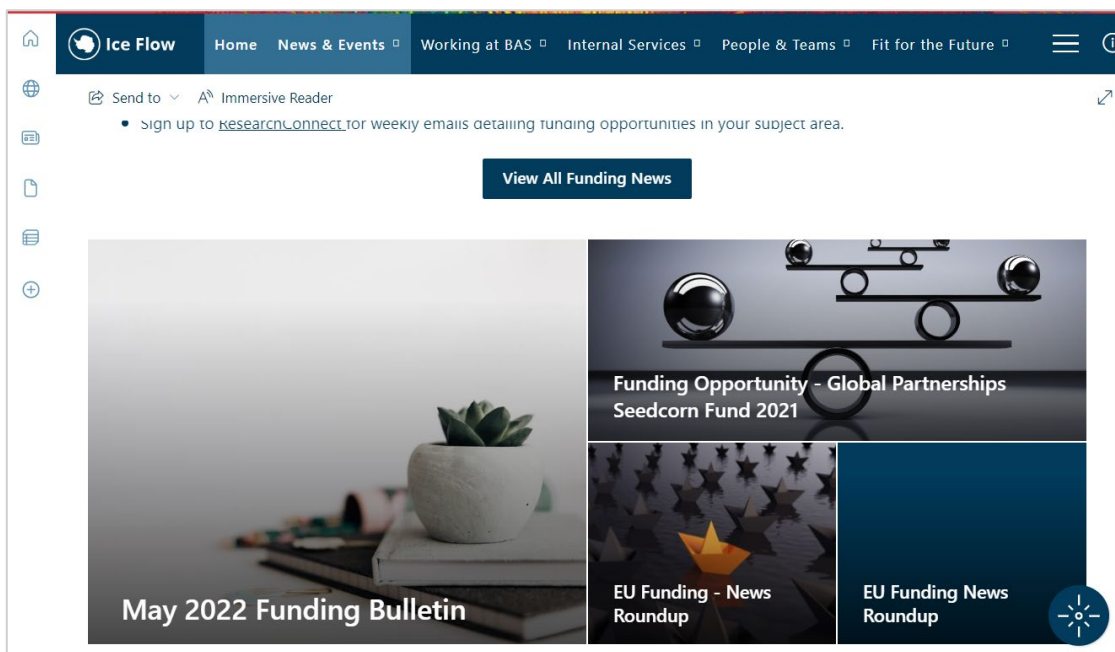 Ice Flow
Home News & Events Working at BAS Internal Services People & Teams Fit for the Future
Send to Immersive Reader
Sign up to ResearchConnect for weekly emails detailing funding opportunities in your subject area.
View All Funding News
Funding Opportunity - Global Partnerships
Seedcorn Fund 2021
May 2022 Funding Bulletin
EU Funding - News
Roundup
EU Funding News
Roundup